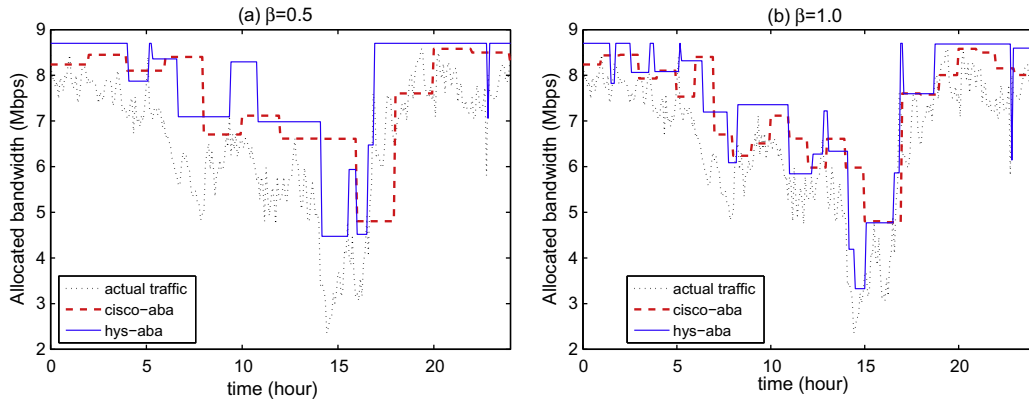 (a) β=0.5
Allocated bandwidth (Mbps)
9
8
7
6
5
4
3
2
actual traffic
cisco−aba
hys−aba
0 5 10 15 20
time (hour)
(b) β=1.0
Allocated bandwidth (Mbps)
9
8
7
6
5
4
3
2
actual traffic
cisco−aba
hys−aba
0 5 10 15 20
time (hour)